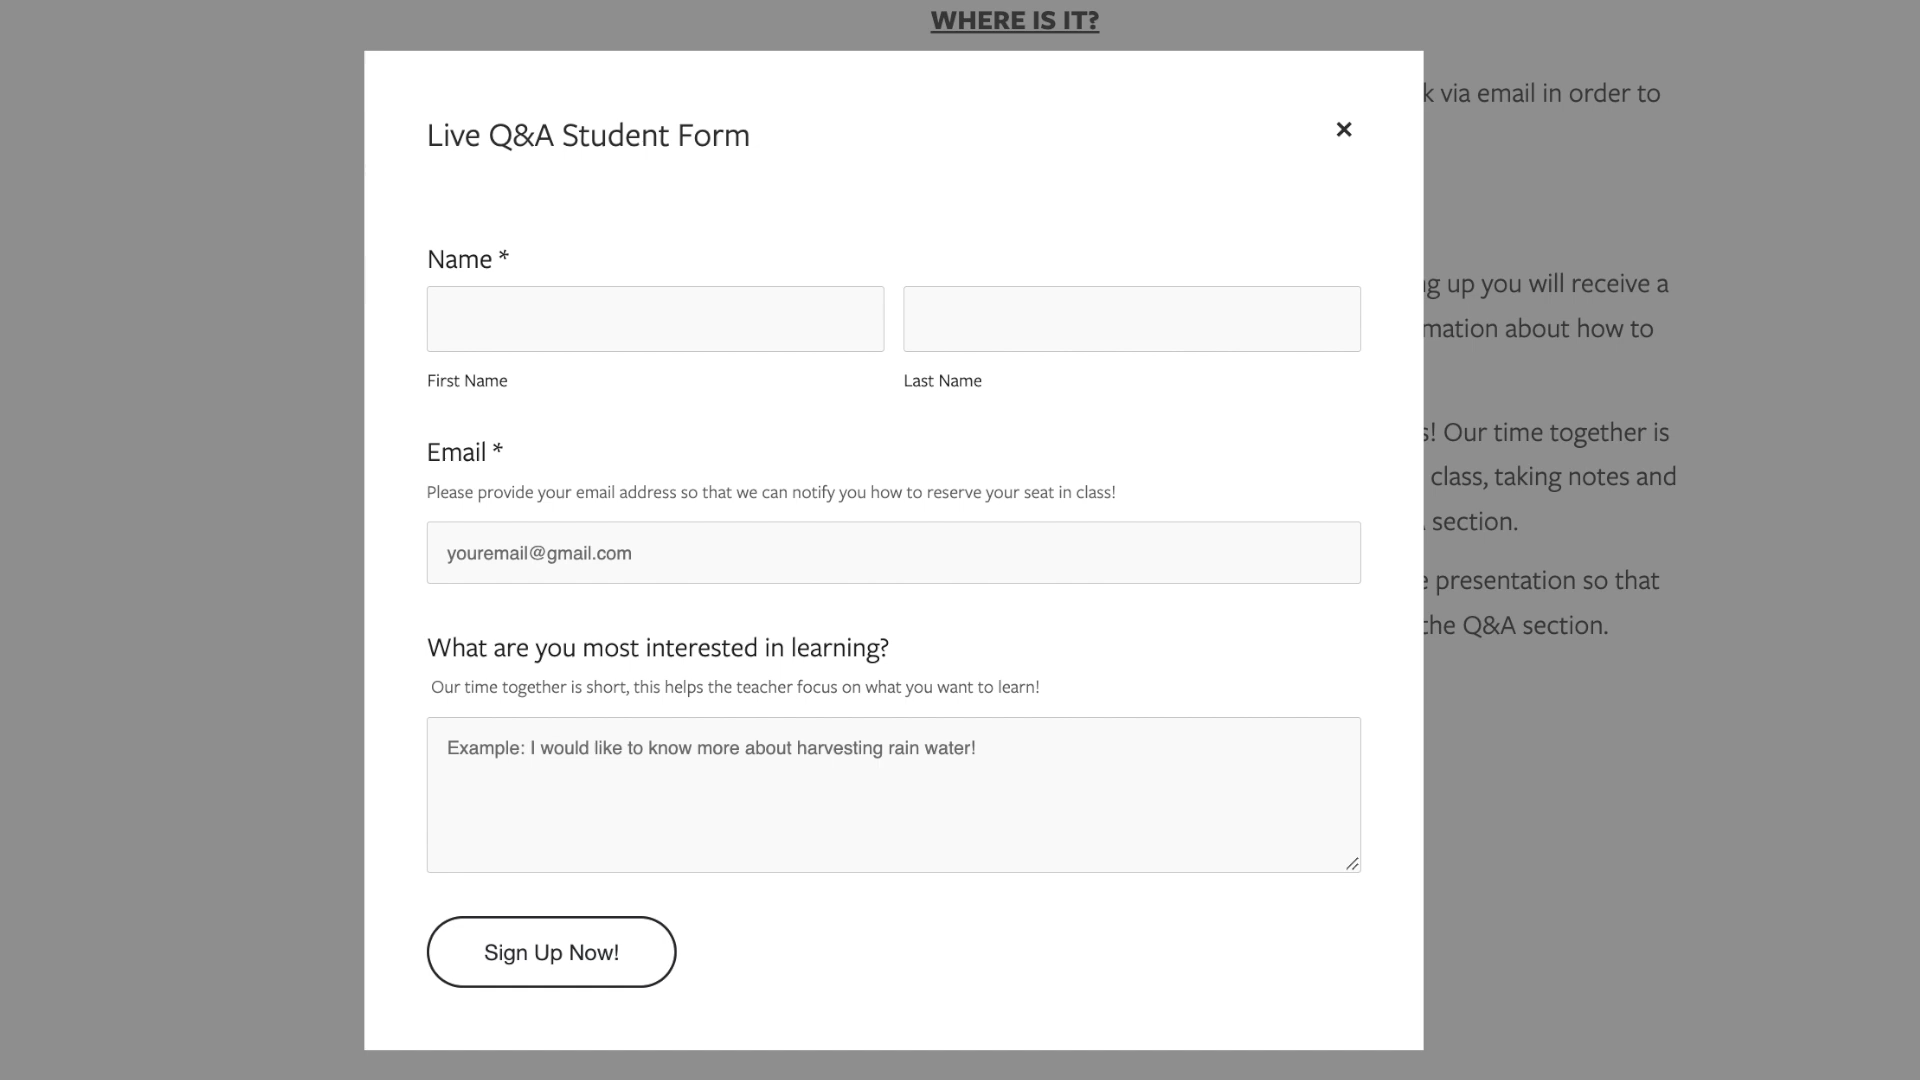 WHERE IS IT?
via email in order to
Live Q&A Student Form
×
Name *
up you will receive a
about how to
First Name
Last Name
Our time together is
Email *
class, taking notes and
Please provide your email address so that we can notify you how to reserve your seat in class!
section.
youremail@gmail.com
presentation so that
the Q&A section.
What are you most interested in learning?
Our time together is short, this helps the teacher focus on what you want to learn!
Example: I would like to know more about harvesting rain water!
Sign Up Now!